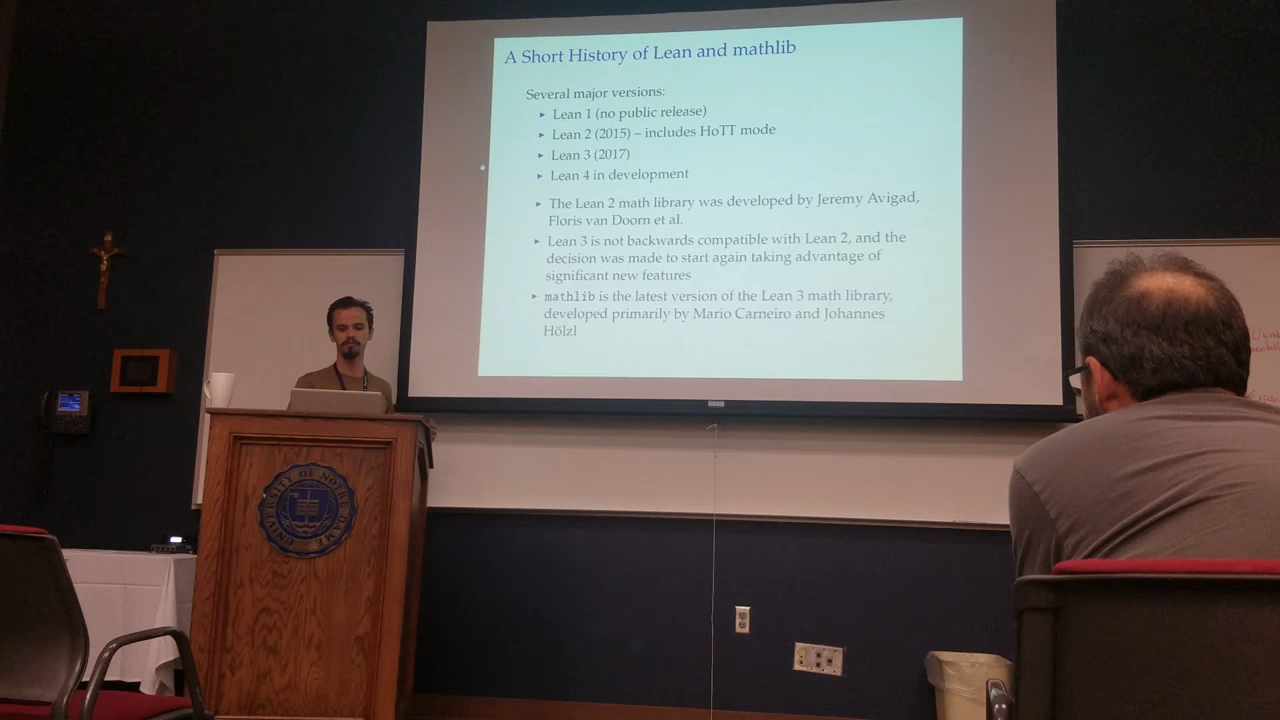 A Short History of Lean and mathlib
Several major versions:
Lean 1 (no public release)
Lean 2 (2015) – includes HoTT mode
Lean 3 (2017)
Lean 4 in development
The Lean 2 math library was developed by Jeremy Avigad,
Floris van Doorn et al.
Lean 3 is not backwards compatible with Lean 2, and the
decision was made to start again taking advantage of
significant new features
mathlib is the latest version of the Lean 3 math library,
developed primarily by Mario Carneiro and Johannes
Hölzl
UNIVERSITY OF NOTRE DAME